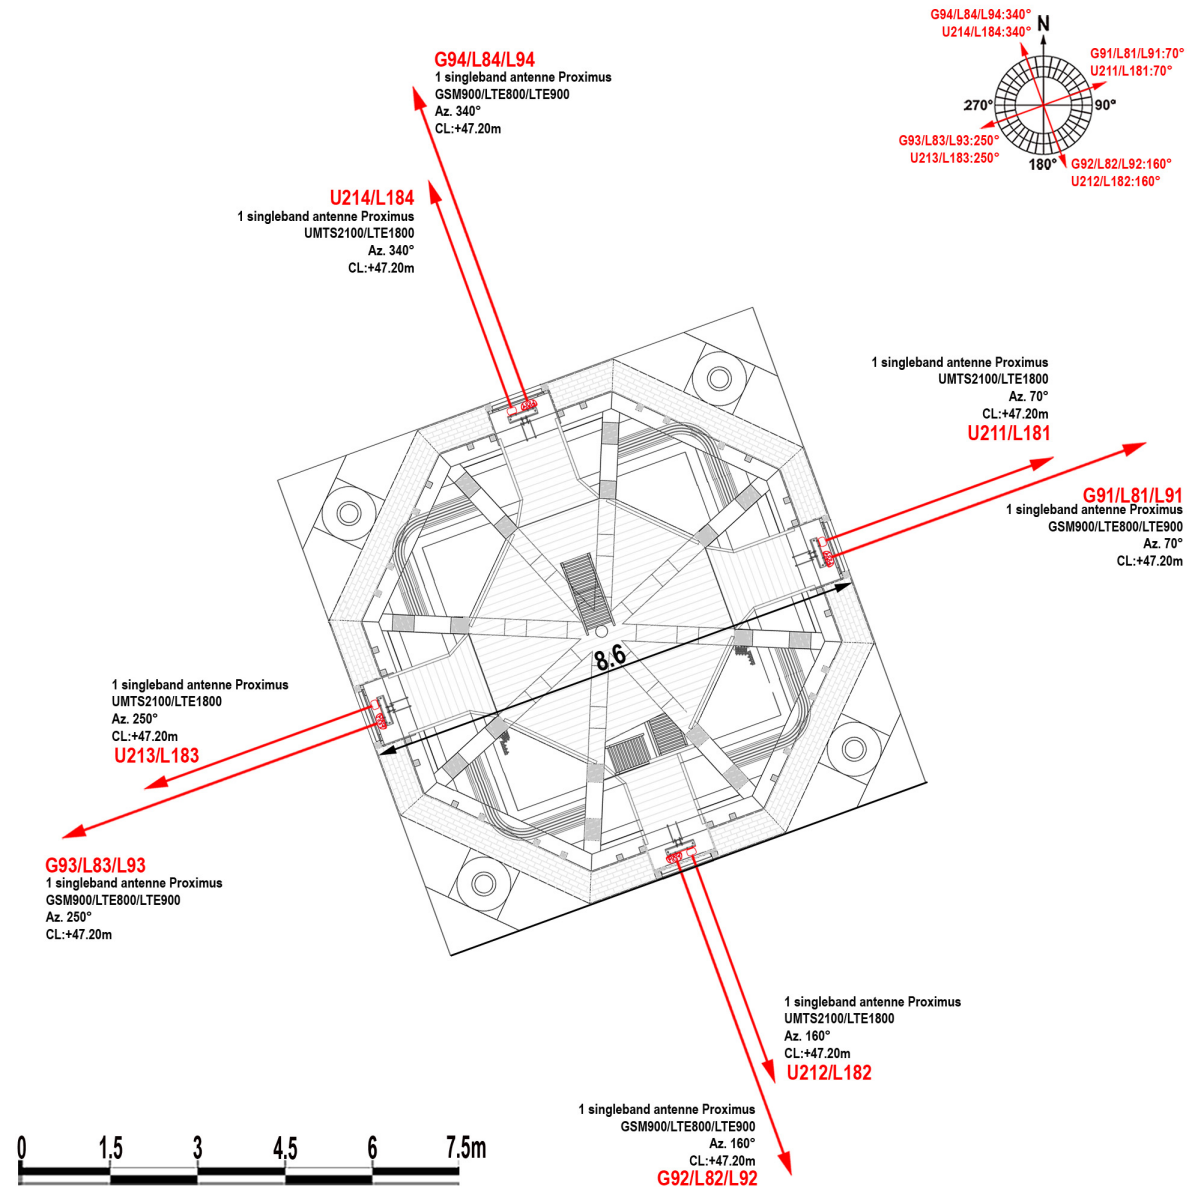 G94/L84/L94:340°
U214/L184:340°
N
G91/L81/L91:70°
U211/L181:70°
270°
90°
G93/L83/L93:250°
U213/L183:250°
180°
G92/L82/L92:160°
U212/L182:160°
G94/L84/L94
1 singleband antenne Proximus
GSM900/LTE800/LTE900
Az. 340°
CL:+47.20m
U214/L184
1 singleband antenne Proximus
UMTS2100/LTE1800
Az. 340°
CL:+47.20m
1 singleband antenne Proximus
UMTS2100/LTE1800
Az. 70°
CL:+47.20m
U211/L181
G91/L81/L91
1 singleband antenne Proximus
GSM900/LTE800/LTE900
Az. 70°
CL:+47.20m
8.6
1 singleband antenne Proximus
UMTS2100/LTE1800
Az. 250°
CL:+47.20m
U213/L183
G93/L83/L93
1 singleband antenne Proximus
GSM900/LTE800/LTE900
Az. 250°
CL:+47.20m
1 singleband antenne Proximus
UMTS2100/LTE1800
Az. 160°
CL:+47.20m
U212/L182
1 singleband antenne Proximus
GSM900/LTE800/LTE900
Az. 160°
CL:+47.20m
G92/L82/L92
0 1.5 3 4.5 6 7.5m